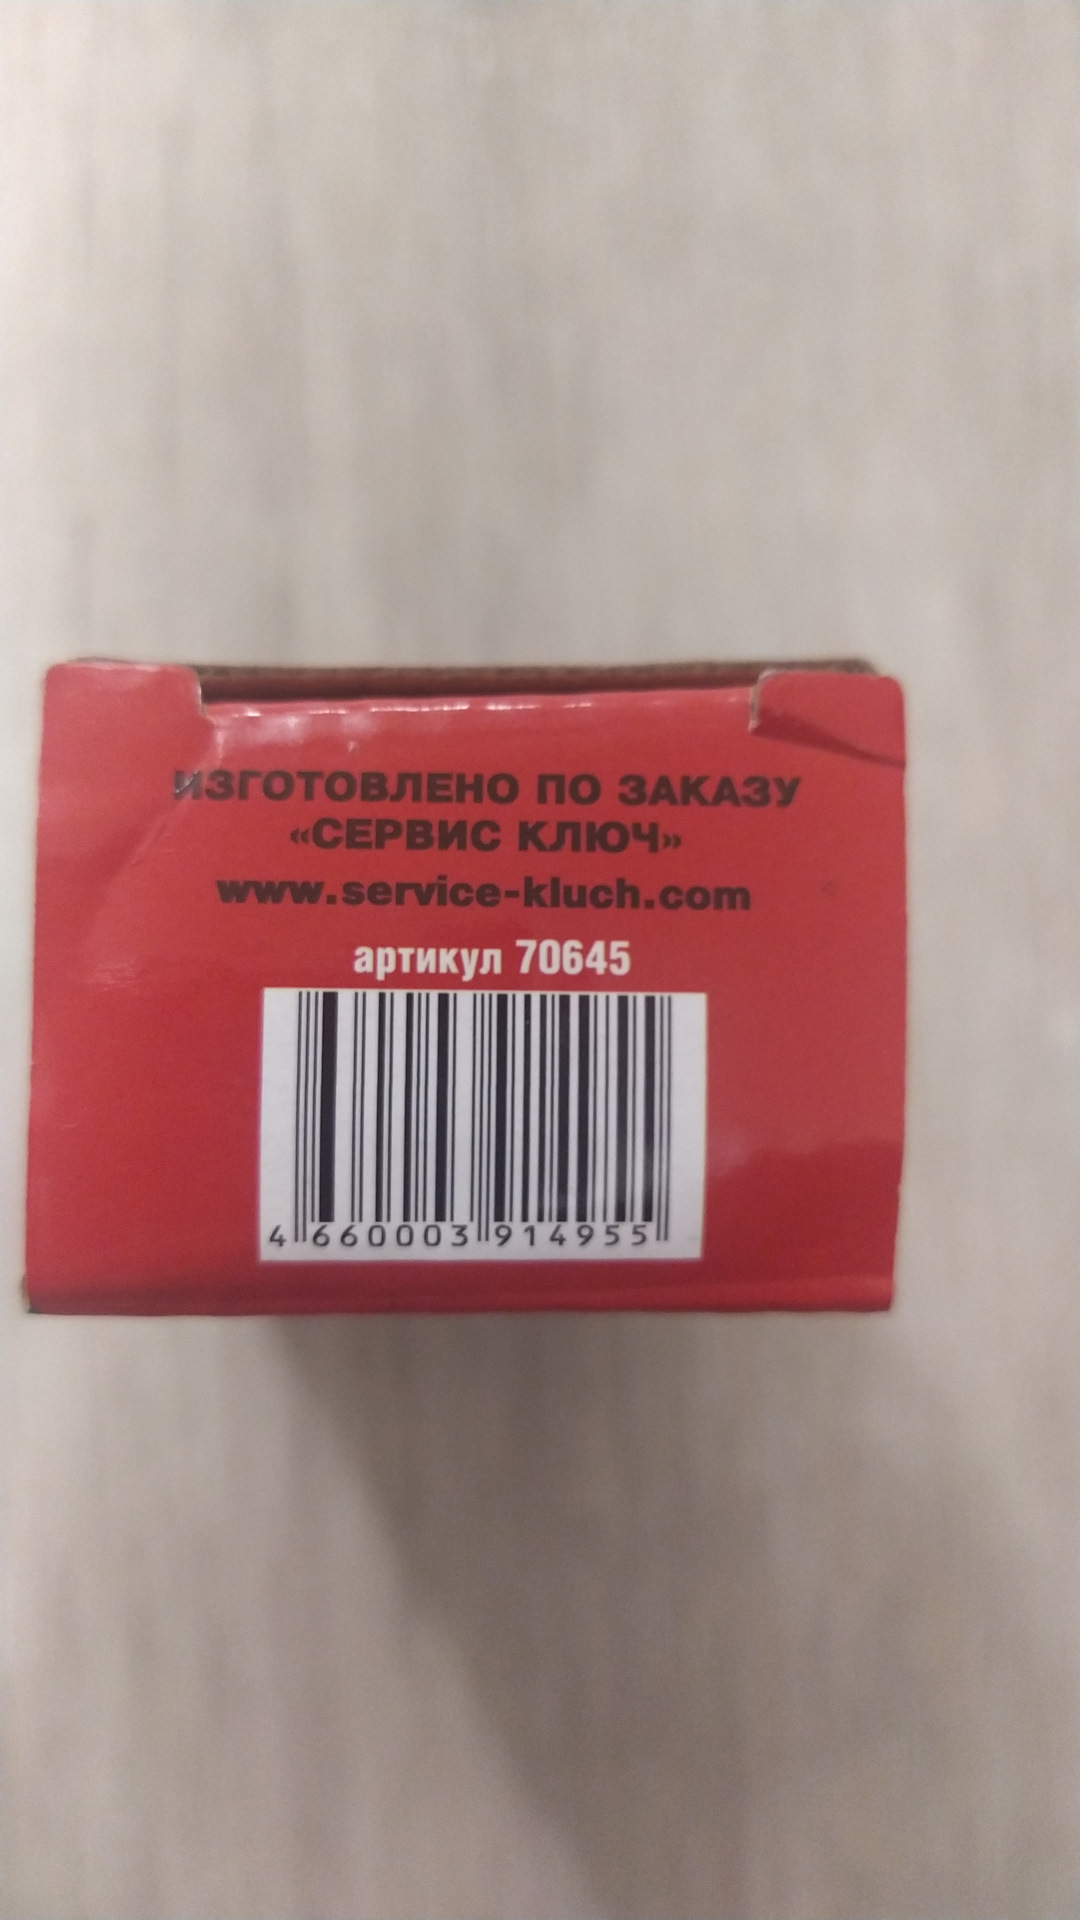 ИЗГОТОВЛЕНО ПО ЗАКАЗУ
«СЕРВИС КЛЮЧ»
www.service-kluch.com
артикул 70645
4 660003 914955